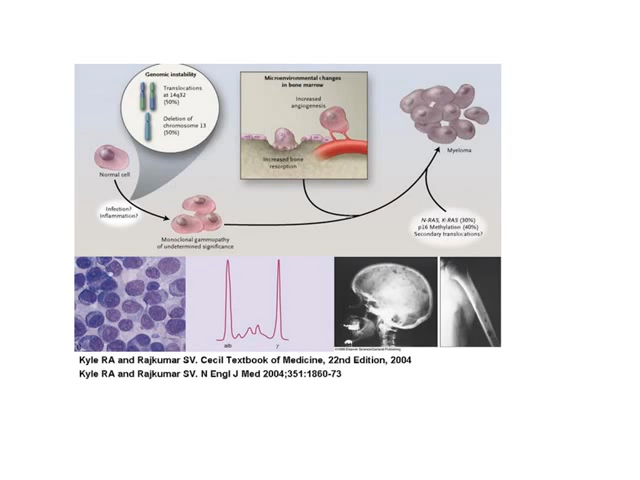 Genomic instability
Translocations
at 14q32
(50%)
Deletion of
chromosome 13
(50%)
Normal cell
Infection?
Inflammation?
Monoclonal gammopathy
of undetermined significance
Microenvironmental changes
in bone marrow
Increased
angiogenesis
Increased bone
resorption
Myeloma
N-RAS, K-RAS (30%)
p16 Methylation (40%)
Secondary translocations?
alb
γ
Kyle RA and Rajkumar SV. Cecil Textbook of Medicine, 22nd Edition, 2004
Kyle RA and Rajkumar SV. N Engl J Med 2004;351:1860-73